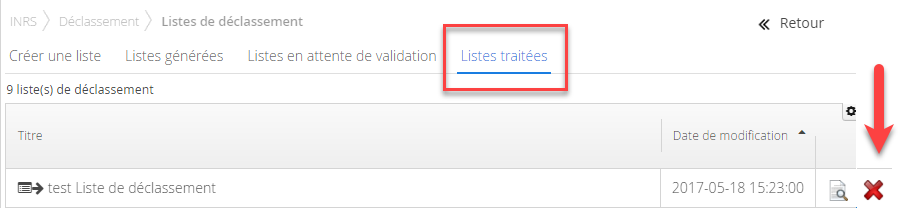 INRS Déclassement Listes de déclassement
Retour
Créer une liste Listes générées Listes en attente de validation Listes traitées
9 liste(s) de déclassement
Titre Date de modification
test Liste de déclassement 2017-05-18 15:23:00